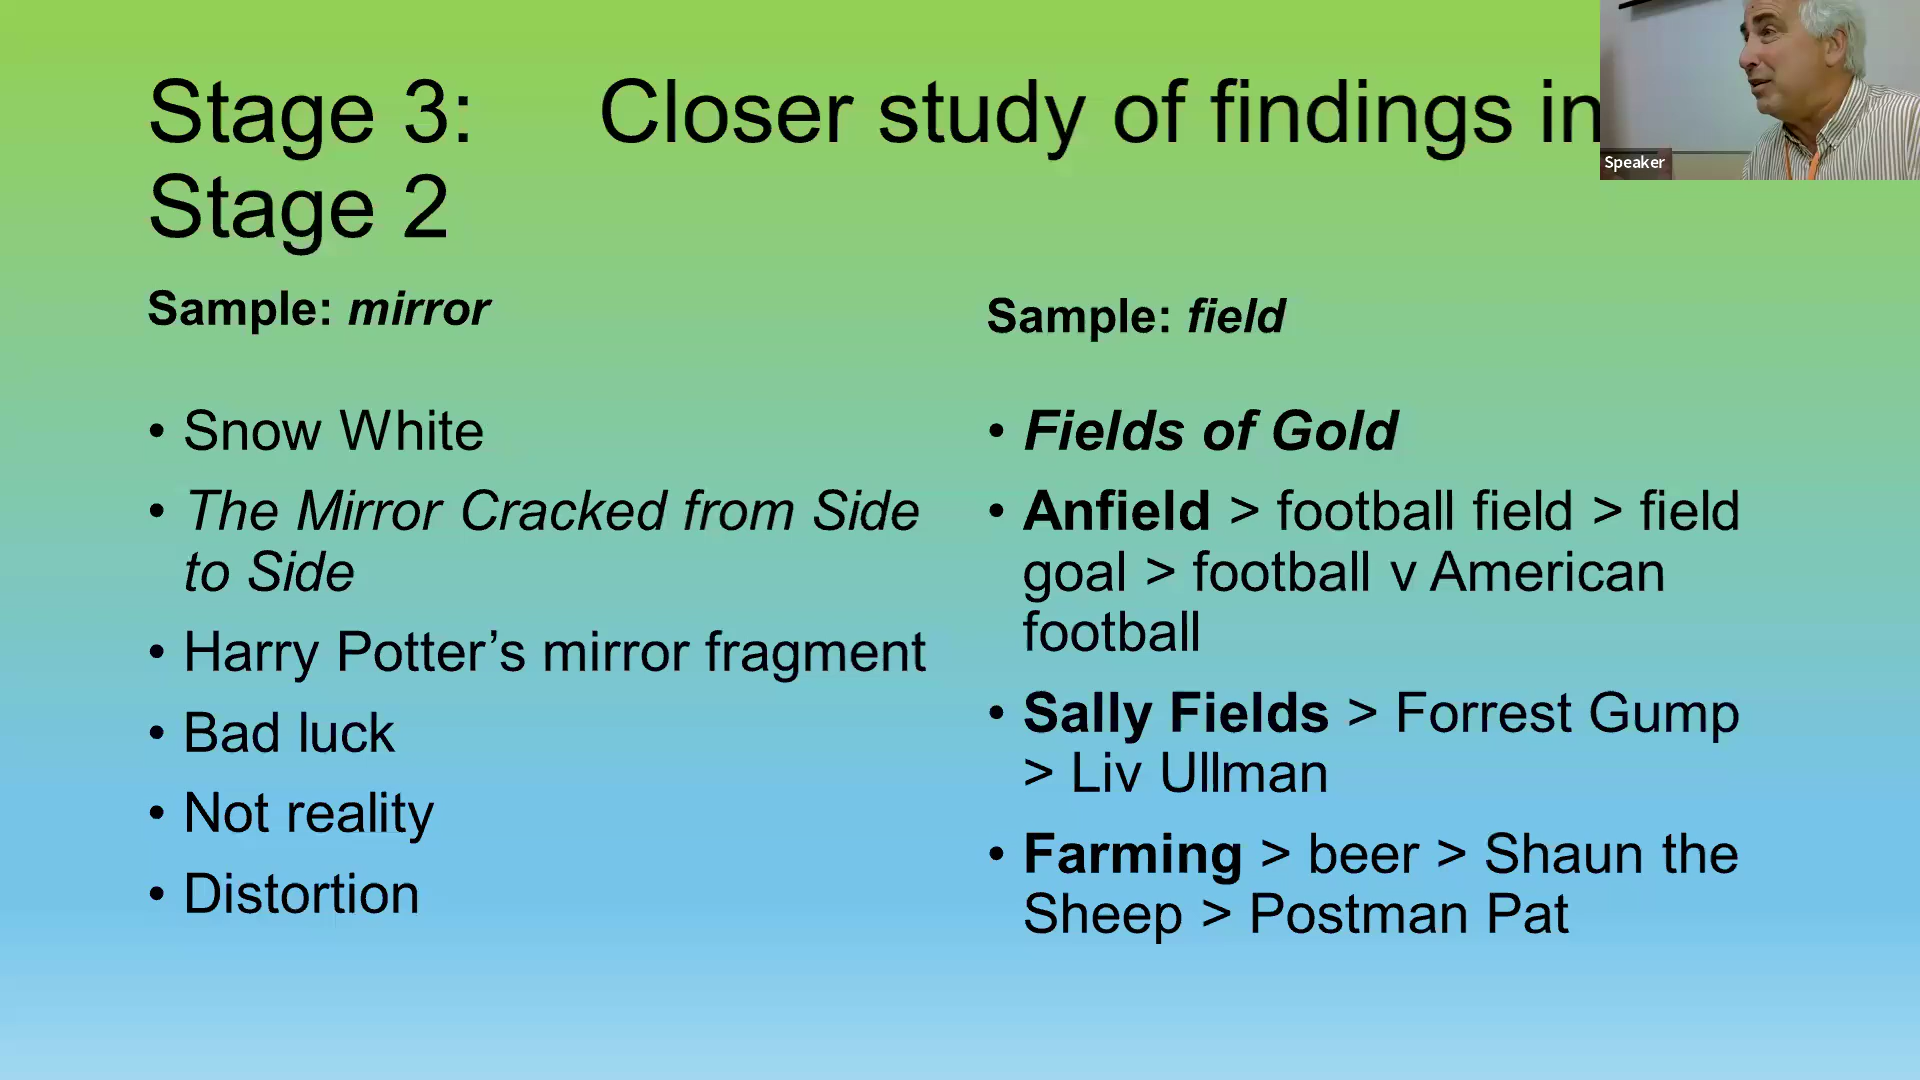 Stage 3: Closer study of findings in
Stage 2
Speaker
Sample: mirror
• Snow White
• The Mirror Cracked from Side
to Side
• Harry Potter’s mirror fragment
• Bad luck
• Not reality
• Distortion
Sample: field
• Fields of Gold
• Anfield > football field > field
goal > football v American
football
• Sally Fields > Forrest Gump
> Liv Ullman
• Farming > beer > Shaun the
Sheep > Postman Pat